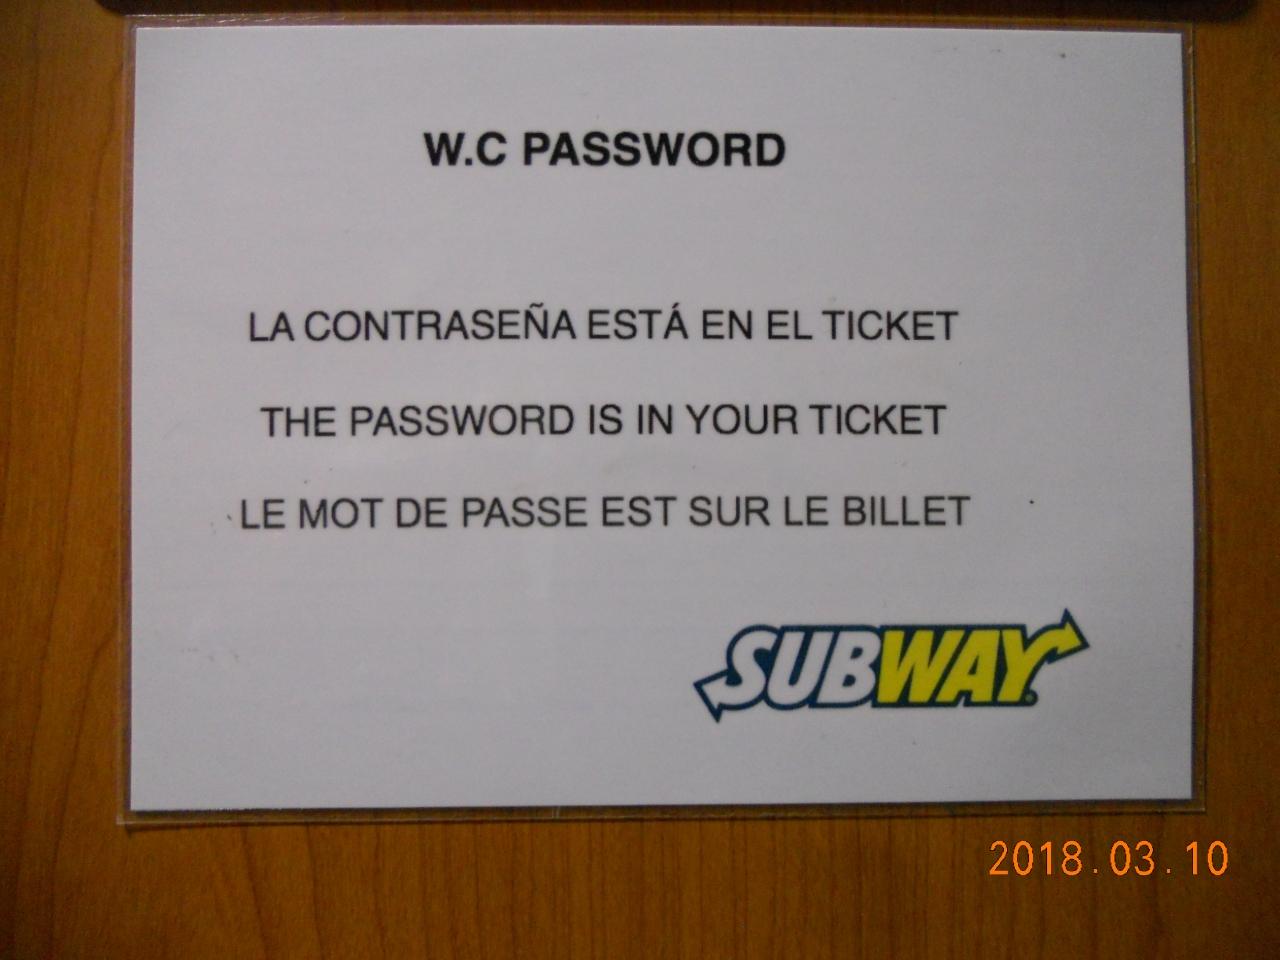 W.C PASSWORD
LA CONTRASEÑA ESTÁ EN EL TICKET
THE PASSWORD IS IN YOUR TICKET
LE MOT DE PASSE EST SUR LE BILLET
SUBWAY
2018.03.10